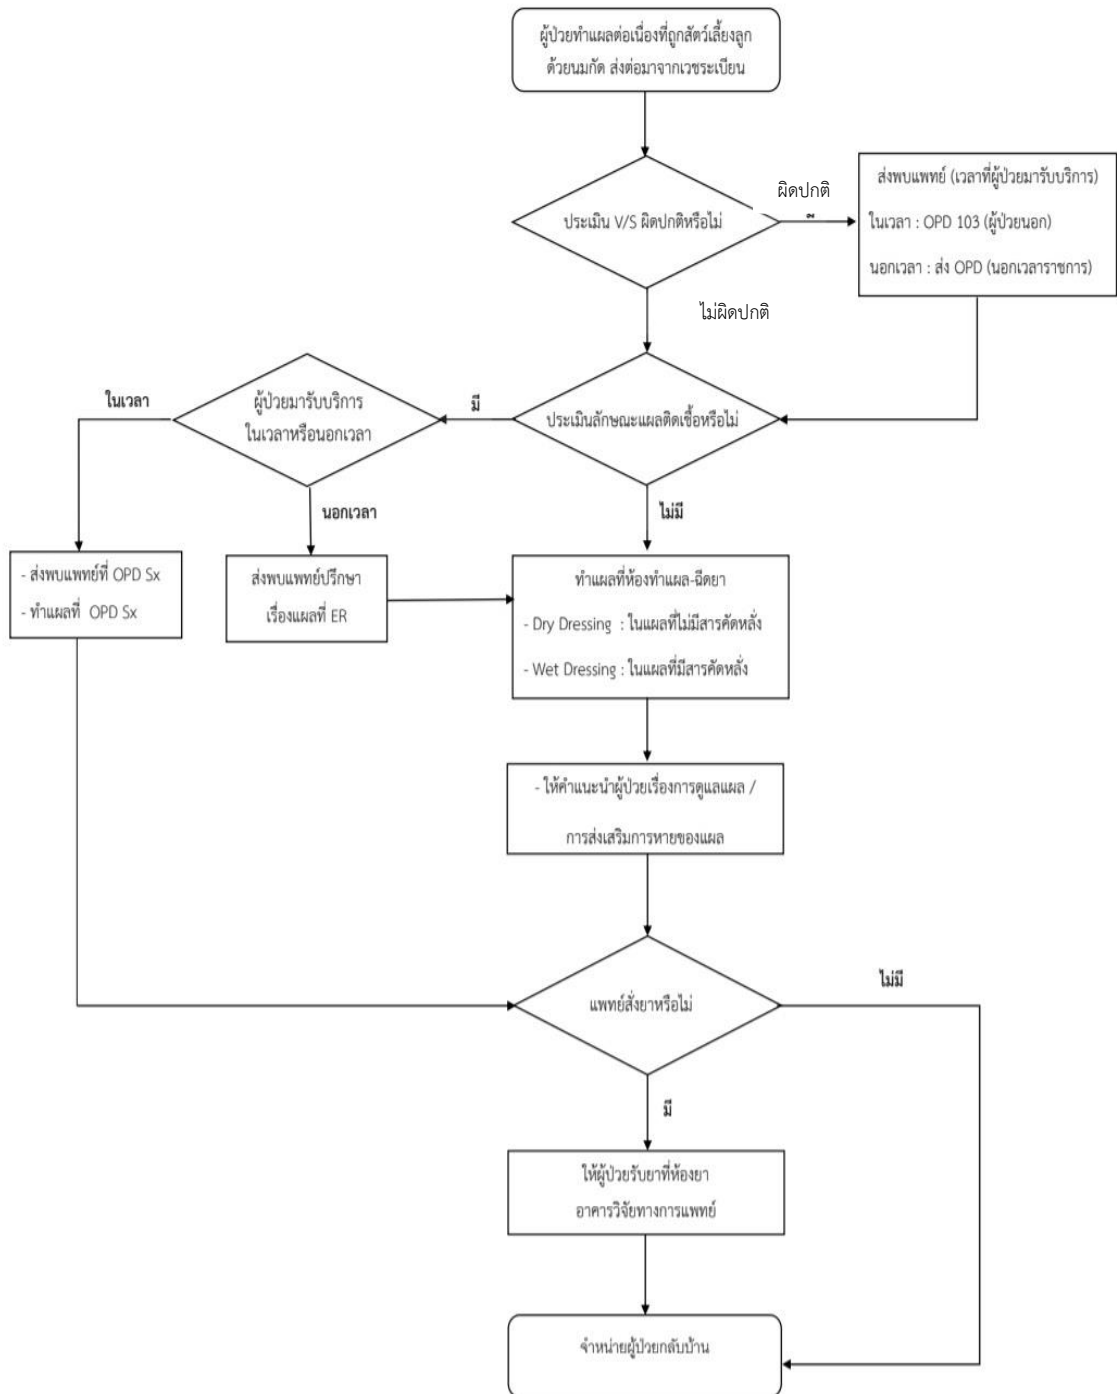 ผู้ป่วยทำแผลต่อเนื่องที่ถูกสัตว์เลี้ยงลูก
ด้วยนมกัด ส่งต่อมาจากเวชระเบียน
ประเมิน V/S ผิดปกติหรือไม่
ผิดปกติ
ส่งพบแพทย์ (เวลาที่ผู้ป่วยมารับบริการ)
ในเวลา : OPD 103 (ผู้ป่วยนอก)
นอกเวลา : ส่ง OPD (นอกเวลาราชการ)
ไม่ผิดปกติ
ประเมินลักษณะแผลติดเชื้อหรือไม่
มี
ผู้ป่วยมารับบริการ
ในเวลาหรือนอกเวลา
ในเวลา
นอกเวลา
ไม่มี
- ส่งพบแพทย์ที่ OPD Sx
- ทำแผลที่ OPD Sx
ส่งพบแพทย์ปรึกษา
เรื่องแผลที่ ER
ทำแผลที่ห้องทำแผล-ฉีดยา
- Dry Dressing : ในแผลที่ไม่มีสารคัดหลั่ง
- Wet Dressing : ในแผลที่มีสารคัดหลั่ง
- ให้คำแนะนำผู้ป่วยเรื่องการดูแลแผล /
การส่งเสริมการหายของแผล
แพทย์สั่งยาหรือไม่
ไม่มี
มี
ให้ผู้ป่วยรับยาที่ห้องยา
อาคารวิจัยทางการแพทย์
จำหน่ายผู้ป่วยกลับบ้าน